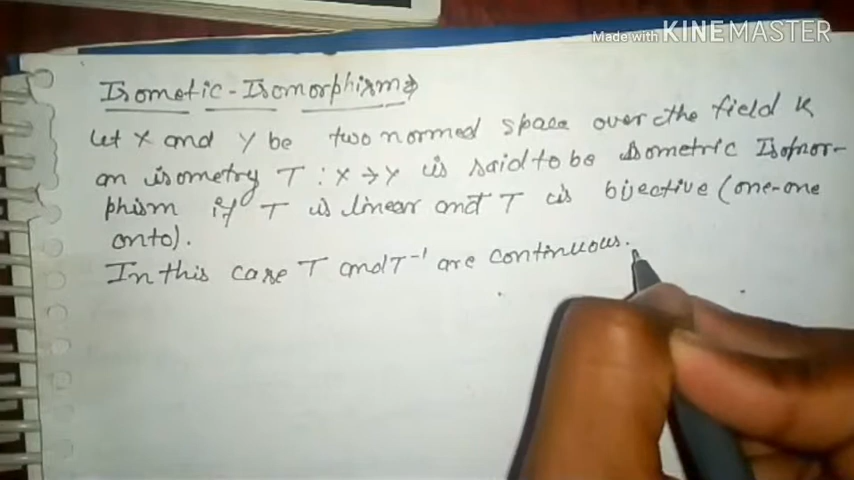 Made with KINEMASTER
Isometic-Isomorphism
Let X and Y be two normed space over the field K
an isometry T : X → Y is said to be isometric Isomor-
phism if T is linear and T is bijective (one-one
onto).
In this case T and T⁻¹ are continuous.